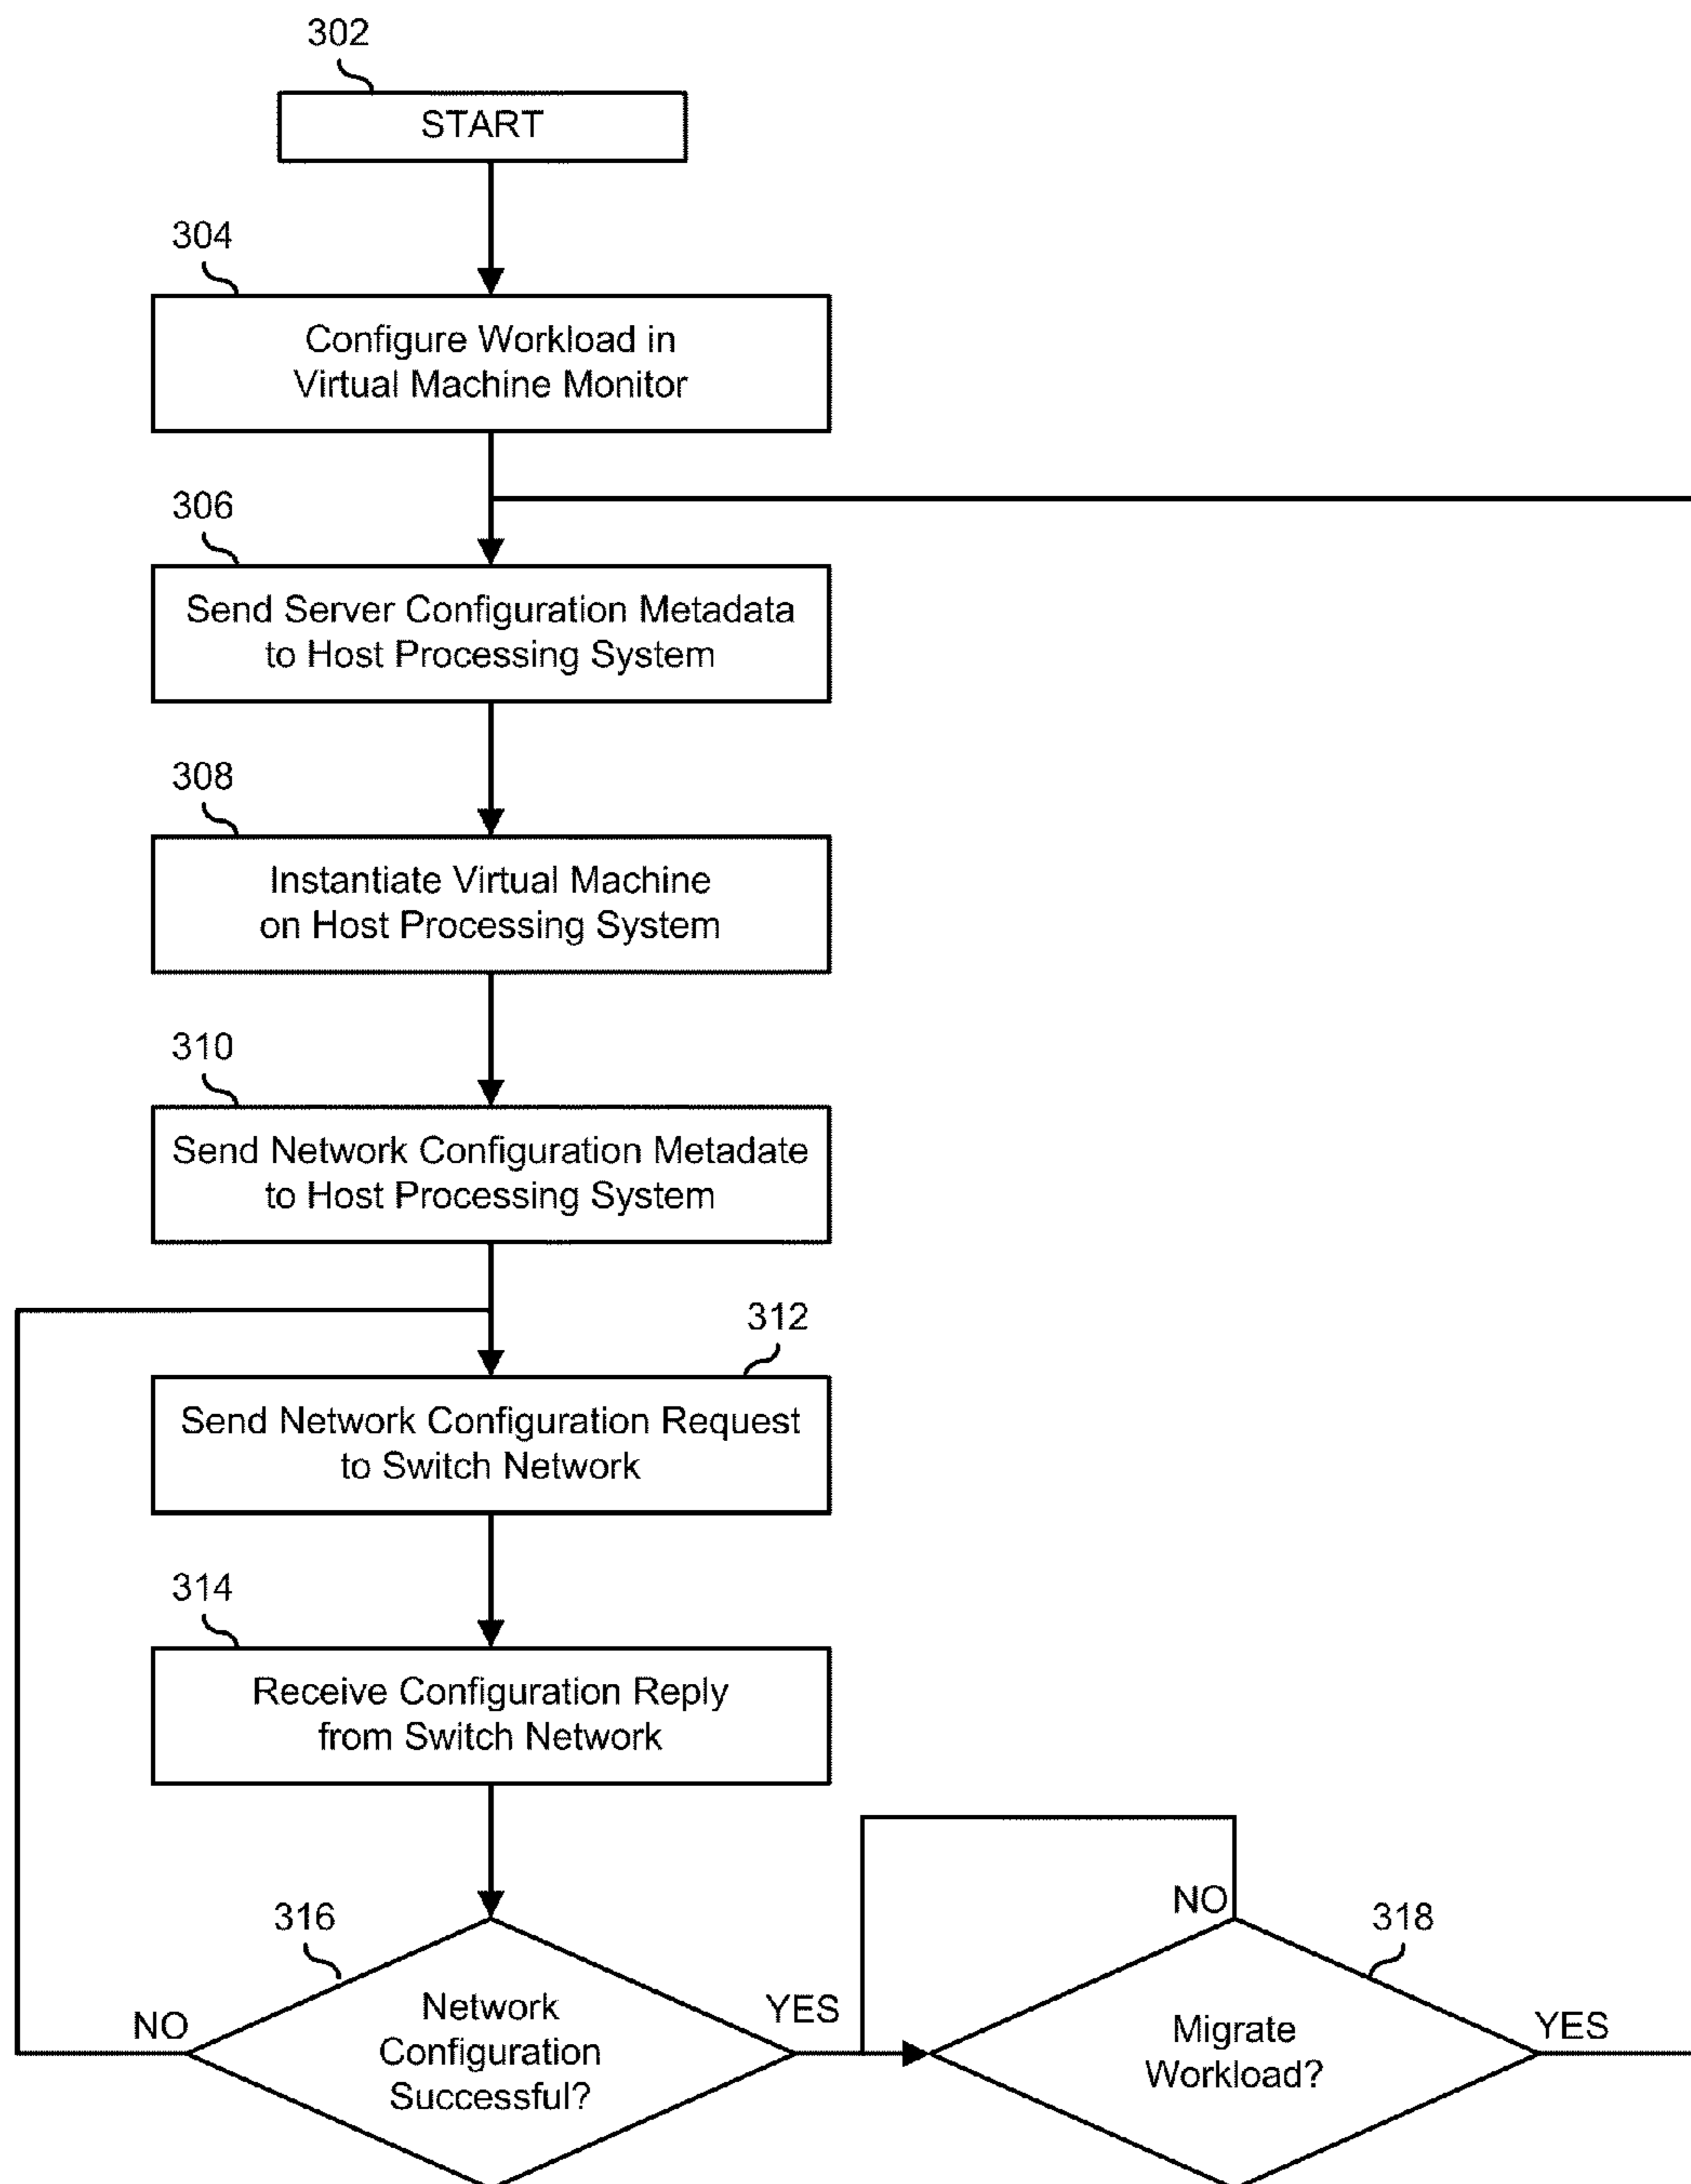 302
START
304
Configure Workload in
Virtual Machine Monitor
306
Send Server Configuration Metadata
to Host Processing System
308
Instantiate Virtual Machine
on Host Processing System
310
Send Network Configuration Metadate
to Host Processing System
312
Send Network Configuration Request
to Switch Network
314
Receive Configuration Reply
from Switch Network
316
NO
Network
Configuration
Successful?
YES
NO
318
Migrate
Workload?
YES